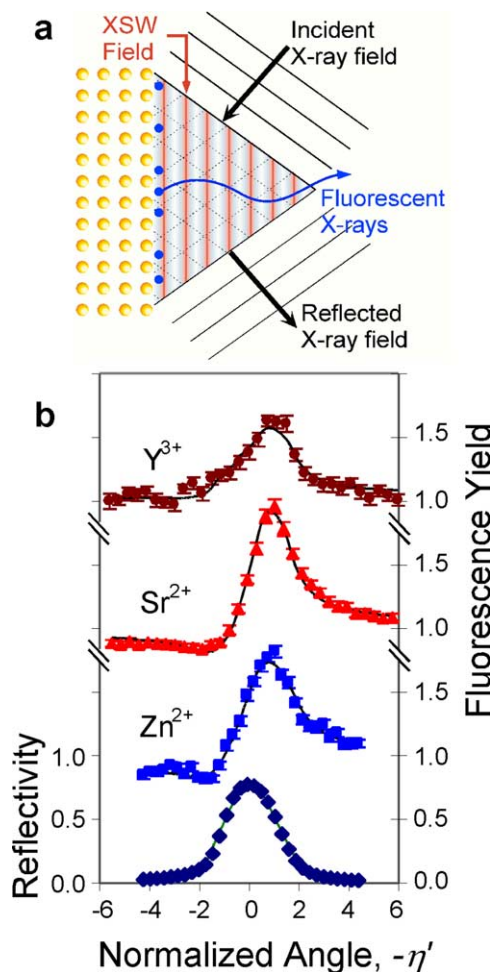 a
XSW
Field
Incident
X-ray field
Fluorescent
X-rays
Reflected
X-ray field
b
Y3+
1.5
1.0
Sr2+
1.5
1.0
Zn2+
1.5
1.0
1.0
0.5
0.5
0.0
0.0
Reflectivity
Fluorescence Yield
-6 -4 -2 0 2 4 6
Normalized Angle, -η′